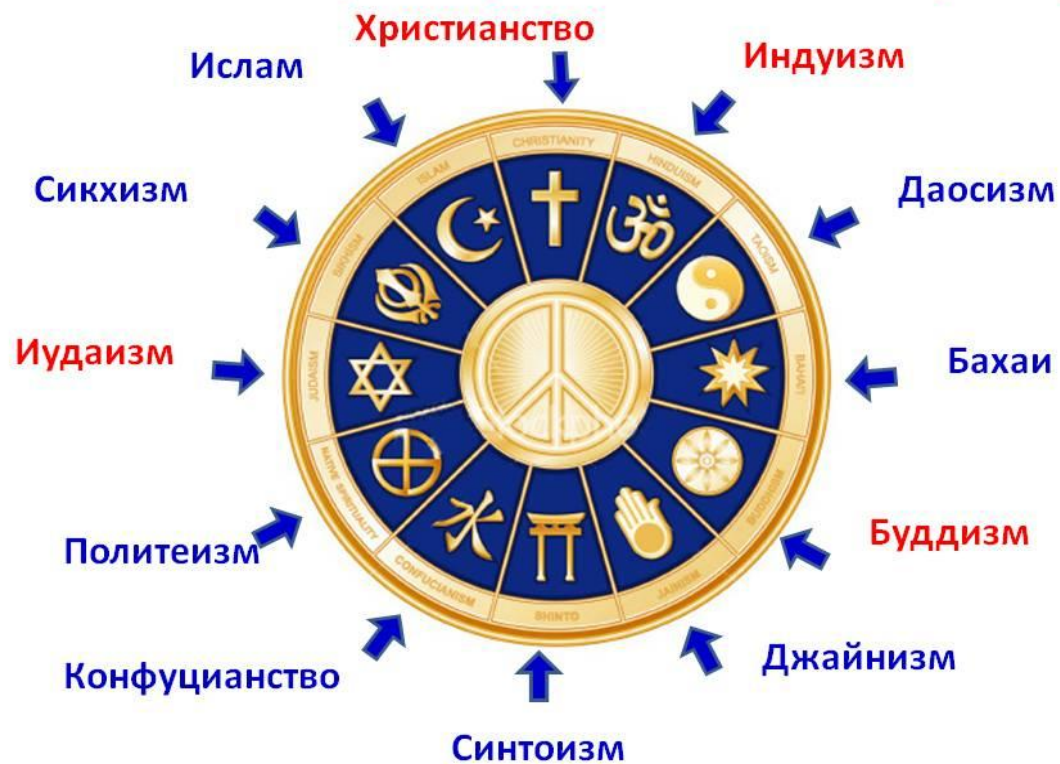 Христианство
Ислам
Индуизм
Сикхизм
Даосизм
Иудаизм
Бахаи
Политеизм
Буддизм
Конфуцианство
Джайнизм
Синтоизм
CHRISTIANITY
HINDUISM
TAOISM
BAHA'I
BUDDHISM
JAINISM
SHINTO
CONFUCIANISM
NATIVE SPIRITUALITY
JUDAISM
SIKHISM
ISLAM